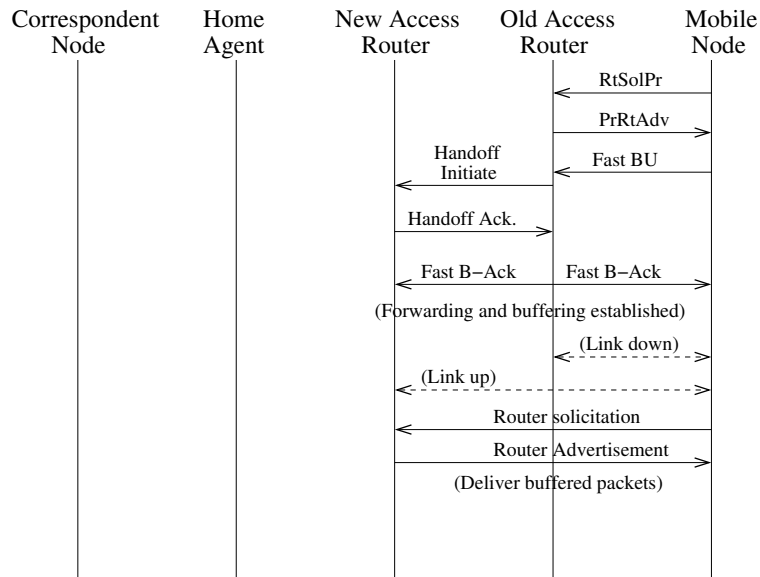 Correspondent Node
Home Agent
New Access Router
Old Access Router
Mobile Node
RtSolPr
PrRtAdv
Fast BU
Handoff
Initiate
Handoff Ack.
Fast B−Ack
Fast B−Ack
(Forwarding and buffering established)
(Link down)
(Link up)
Router solicitation
Router Advertisement
(Deliver buffered packets)